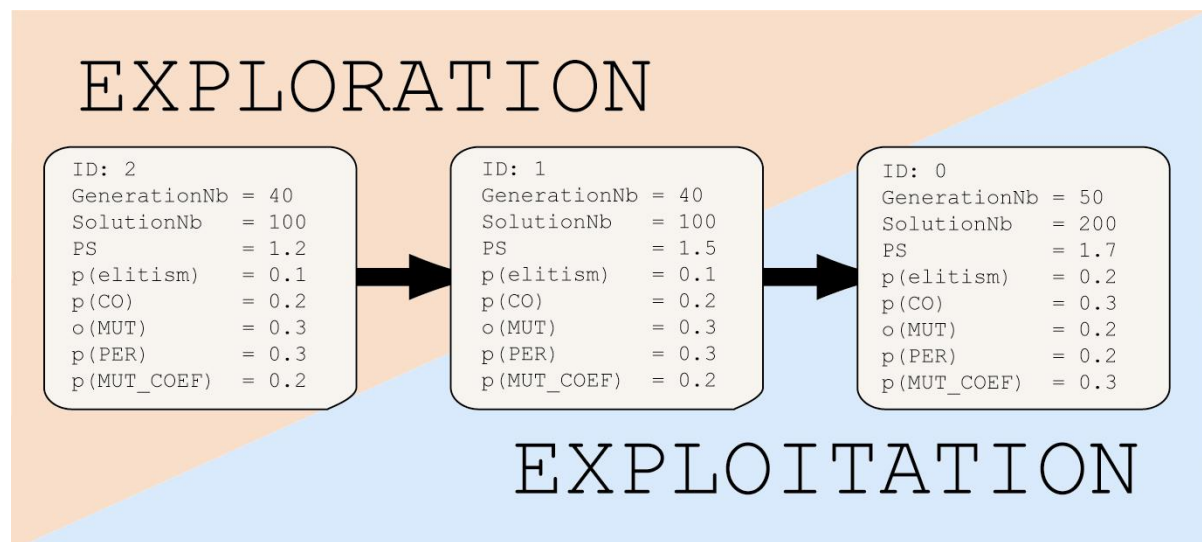 EXPLORATION
ID: 2
GenerationNb = 40
SolutionNb = 100
PS = 1.2
p(elitism) = 0.1
p(CO) = 0.2
o(MUT) = 0.3
p(PER) = 0.3
p(MUT_COEF) = 0.2
ID: 1
GenerationNb = 40
SolutionNb = 100
PS = 1.5
p(elitism) = 0.1
p(CO) = 0.2
o(MUT) = 0.3
p(PER) = 0.3
p(MUT_COEF) = 0.2
ID: 0
GenerationNb = 50
SolutionNb = 200
PS = 1.7
p(elitism) = 0.2
p(CO) = 0.3
o(MUT) = 0.2
p(PER) = 0.2
p(MUT_COEF) = 0.3
EXPLOITATION